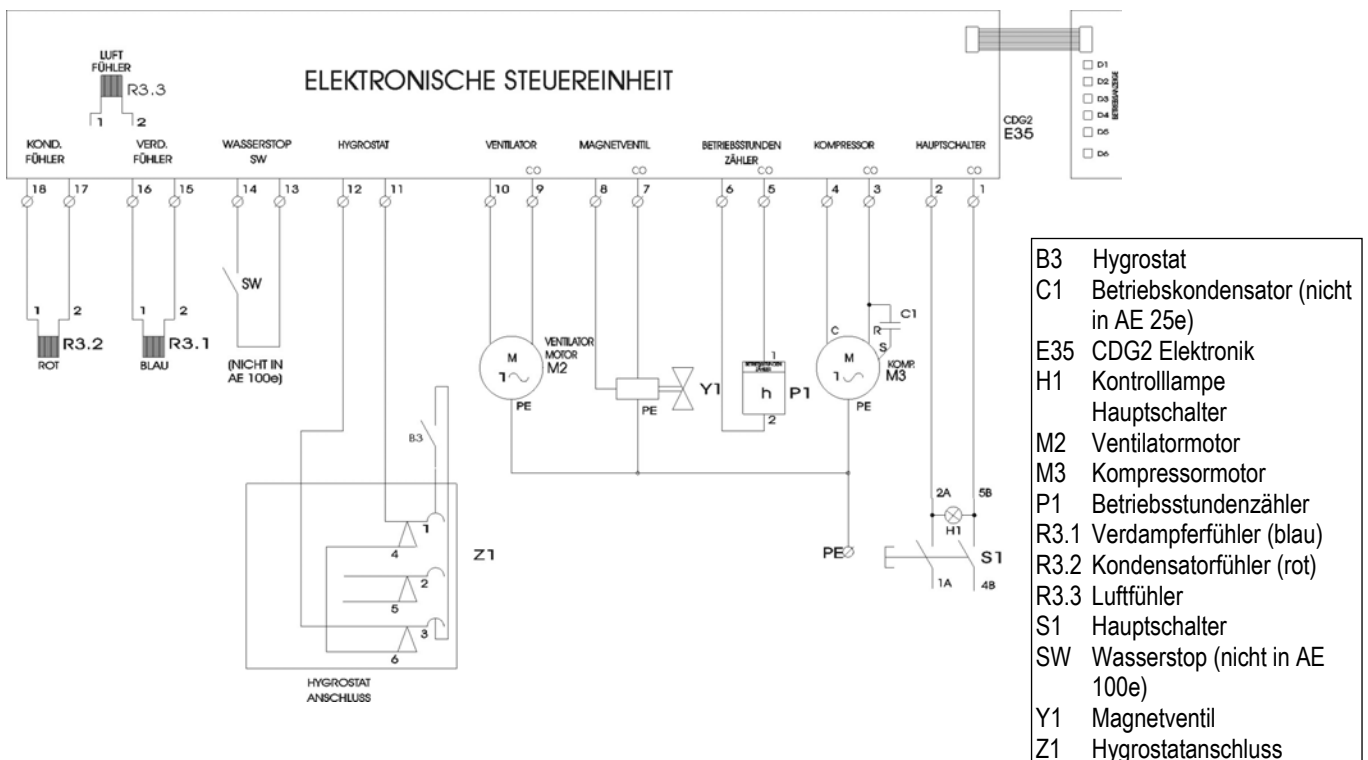 LUFT
FÜHLER
R3.3
1 2
ELEKTRONISCHE STEUEREINHEIT
D1
D2
D3
D4
D5
D6
BETRIEBSANZEIGE
CDG2
E35
KOND.
FÜHLER
VERD.
FÜHLER
WASSERSTOP
SW
HYGROSTAT
VENTILATOR
MAGNETVENTIL
BETRIEBSSTUNDEN
ZÄHLER
KOMPRESSOR
HAUPTSCHALTER
CO CO CO CO CO
18 17 16 15 14 13 12 11 10 9 8 7 6 5 4 3 2 1
SW
1 2
R3.2
ROT
1 2
R3.1
BLAU
(NICHT IN
AE 100e)
M
1
VENTILATOR
MOTOR
M2
PE
PE
Y1
1
BETRIEBSSTUNDEN
ZÄHLER
h
P1
2
C
R
S
C1
M
1
KOMP.
M3
PE
B3
1
4
2
5
3
6
Z1
HYGROSTAT
ANSCHLUSS
PE
2A 5B
H1
S1
1A 4B
B3 Hygrostat
C1 Betriebskondensator (nicht
in AE 25e)
E35 CDG2 Elektronik
H1 Kontrolllampe
Hauptschalter
M2 Ventilatormotor
M3 Kompressormotor
P1 Betriebsstundenzähler
R3.1 Verdampferfühler (blau)
R3.2 Kondensatorfühler (rot)
R3.3 Luftfühler
S1 Hauptschalter
SW Wasserstop (nicht in AE
100e)
Y1 Magnetventil
Z1 Hygrostatanschluss